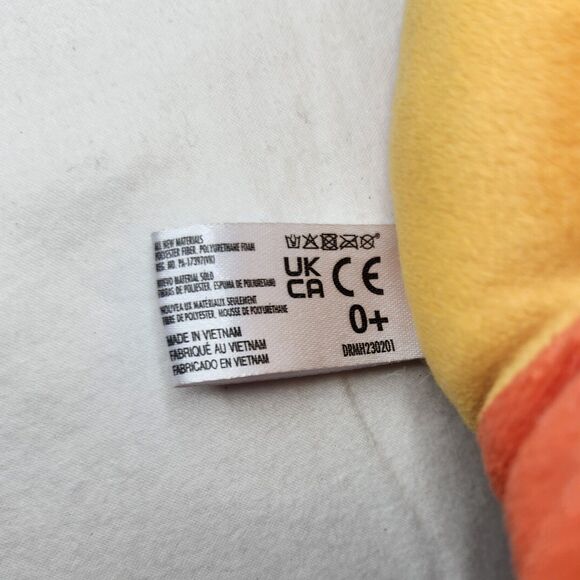 ALL NEW MATERIALS
POLYESTER FIBER, POLYURETHANE FOAM
REG. NO. PA-17397(VN)
NUEVO MATERIAL SOLO
FIBRAS DE POLIESTER, ESPUMA DE POLIURETANO
NOUVEAUX MATÉRIAUX SEULEMENT
FIBRE DE POLYESTER, MOUSSE DE POLYURÉTHANE
MADE IN VIETNAM
FABRIQUÉ AU VIETNAM
FABRICADO EN VIETNAM
UK
CA
CE
0+
DRMH230201